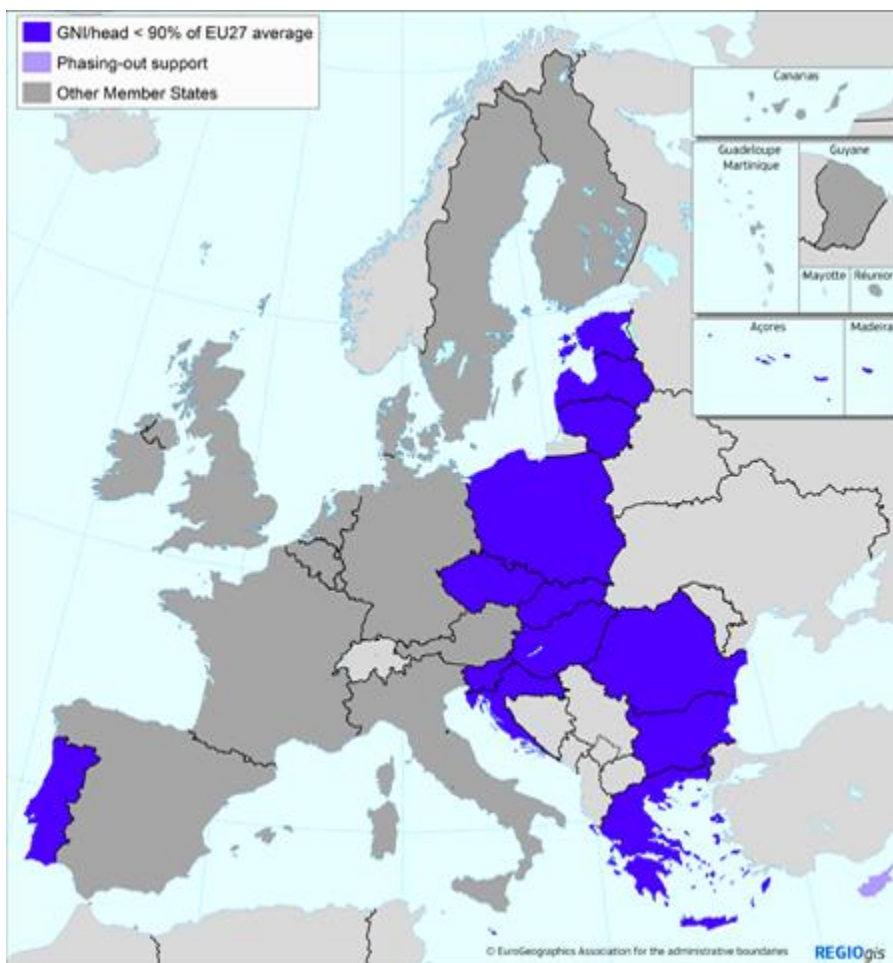 GNI/head < 90% of EU27 average
Phasing-out support
Other Member States
Canarias
Guadeloupe
Martinique
Guyane
Mayotte
Réunion
Açores
Madeira
© EuroGeographics Association for the administrative boundaries
REGIOgis